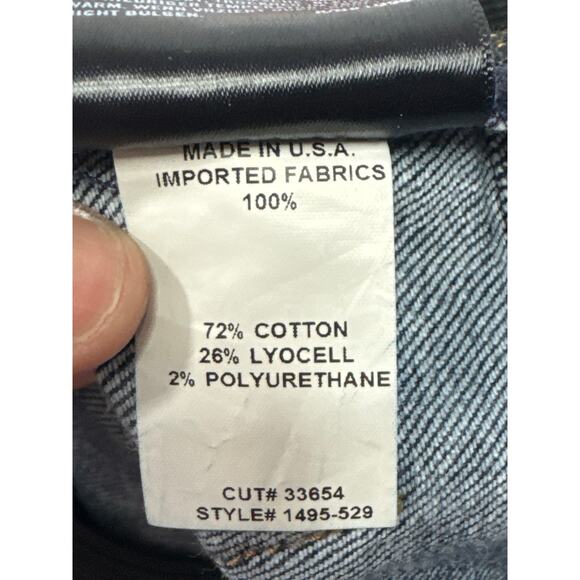 MADE IN U.S.A.
IMPORTED FABRICS
100%
72% COTTON
26% LYOCELL
2% POLYURETHANE
CUT# 33654
STYLE# 1495-529